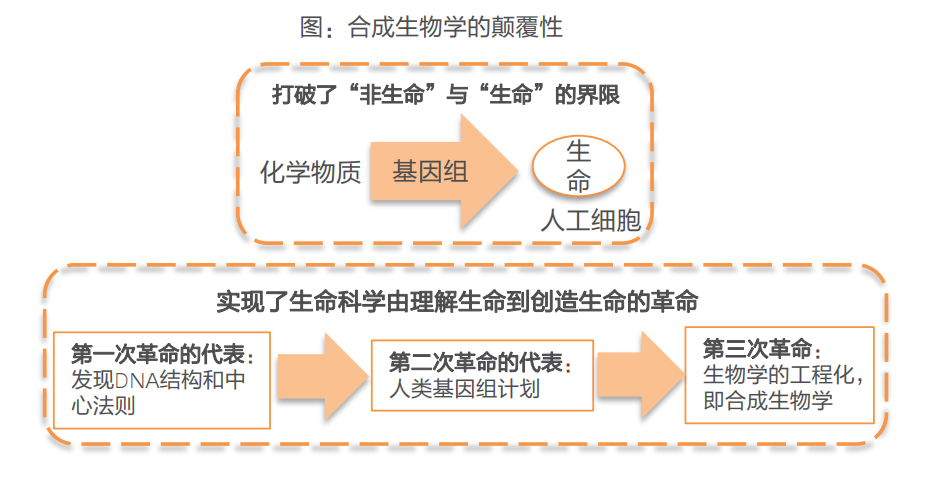 图：合成生物学的颠覆性
打破了“非生命”与“生命”的界限
化学物质
基因组
生
命
人工细胞
实现了生命科学由理解生命到创造生命的革命
第一次革命的代表：
发现DNA结构和中
心法则
第二次革命的代表：
人类基因组计划
第三次革命：
生物学的工程化，
即合成生物学